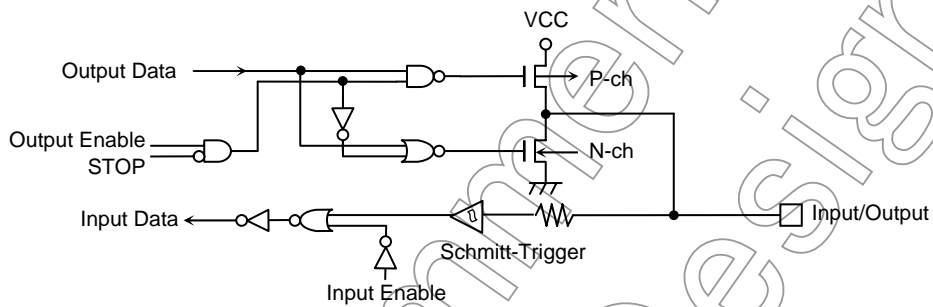 VCC
Output Data
P-ch
Output Enable
STOP
N-ch
Input Data
Input/Output
Schmitt-Trigger
Input Enable